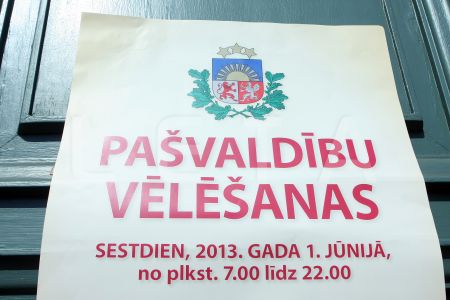 PAŠVALDĪBU
VĒLĒŠANAS
SESTDIEN, 2013. GADA 1. JŪNIJĀ,
no plkst. 7.00 līdz 22.00